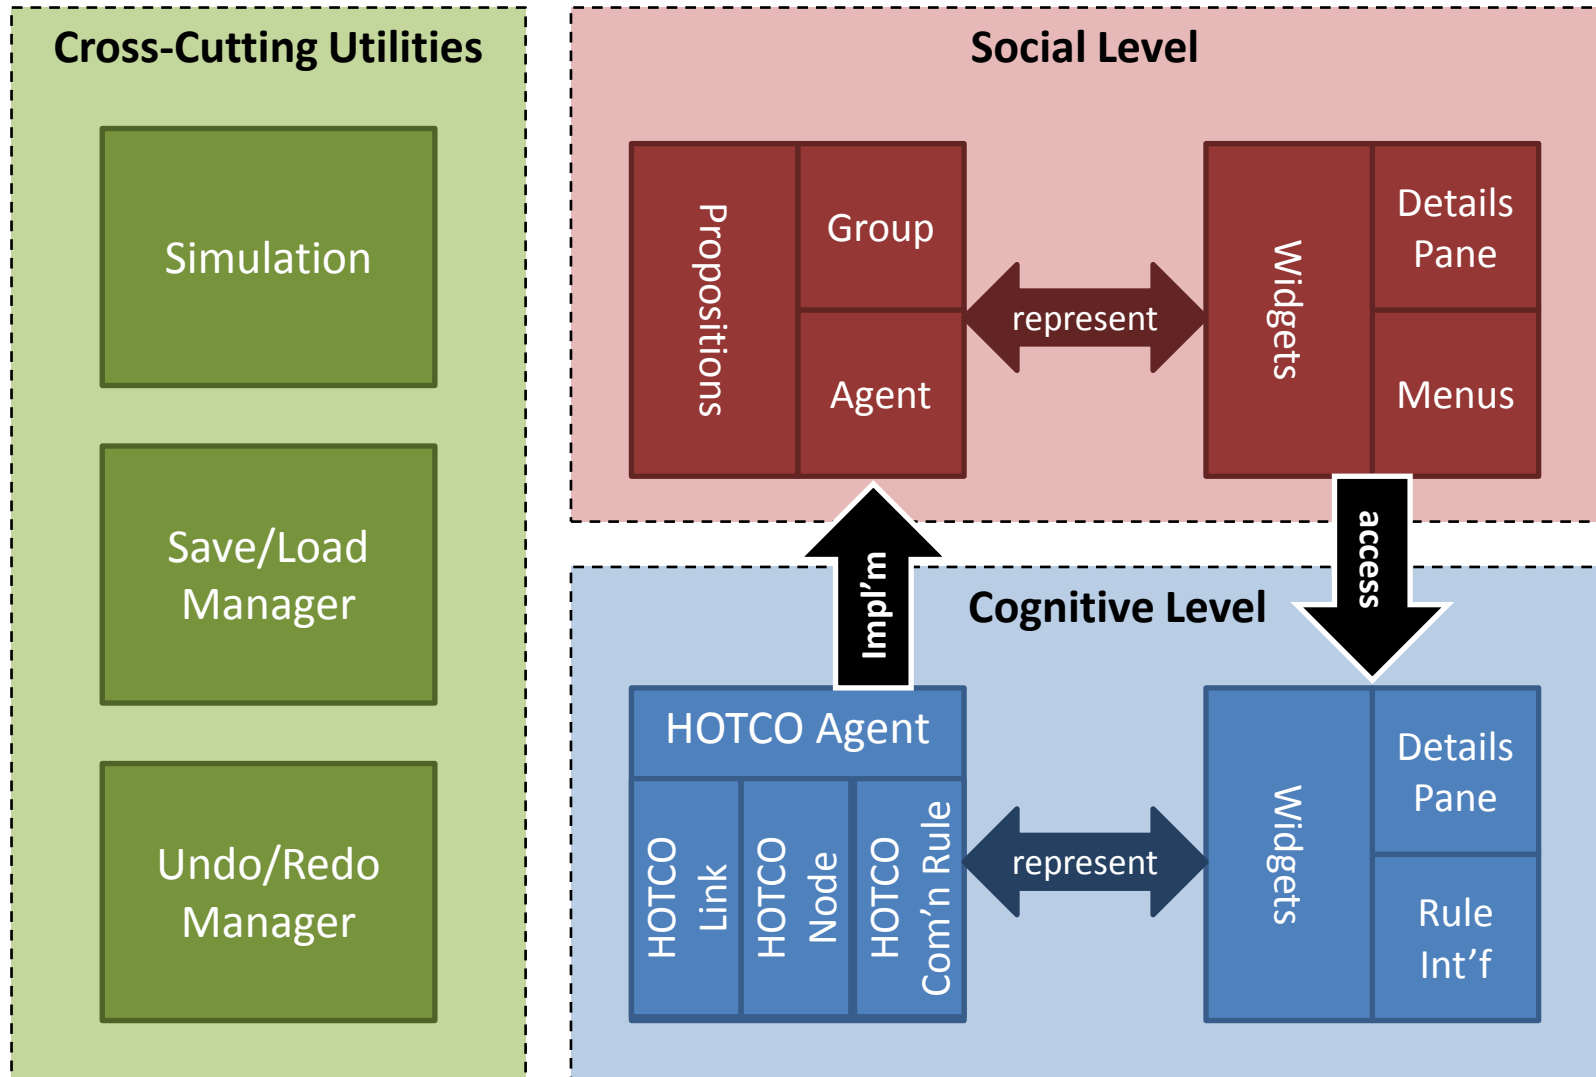 Cross-Cutting Utilities
Simulation
Save/Load
Manager
Undo/Redo
Manager
Social Level
Propositions
Group
Agent
represent
Widgets
Details
Pane
Menus
Impl'm
access
Cognitive Level
HOTCO Agent
HOTCO
Link
HOTCO
Node
HOTCO
Com'n Rule
represent
Widgets
Details
Pane
Rule
Int'f